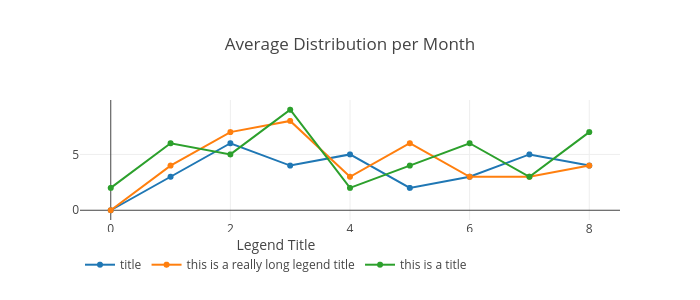 Average Distribution per Month
5
0
0 2 4 6 8
Legend Title
title this is a really long legend title this is a title